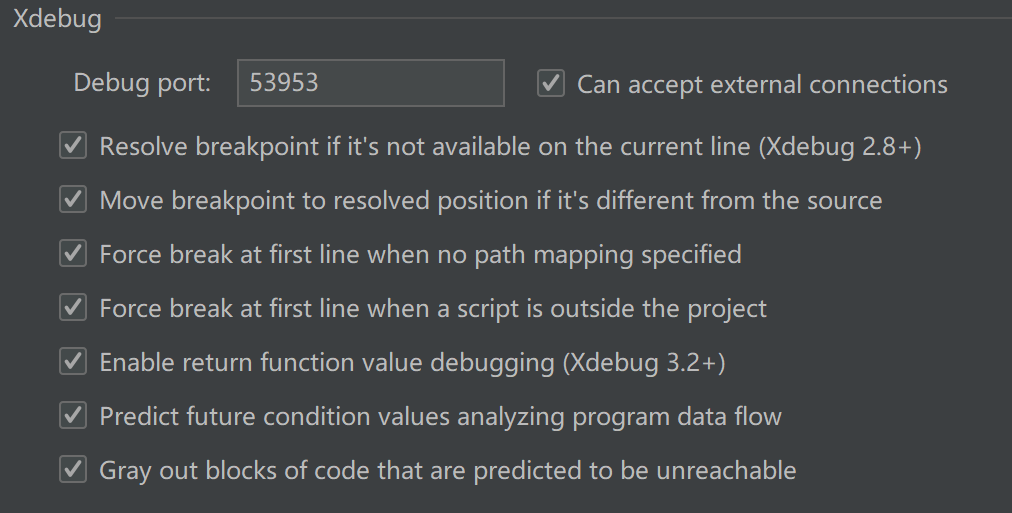 Xdebug
Debug port: 53953 Can accept external connections
Resolve breakpoint if it's not available on the current line (Xdebug 2.8+)
Move breakpoint to resolved position if it's different from the source
Force break at first line when no path mapping specified
Force break at first line when a script is outside the project
Enable return function value debugging (Xdebug 3.2+)
Predict future condition values analyzing program data flow
Gray out blocks of code that are predicted to be unreachable